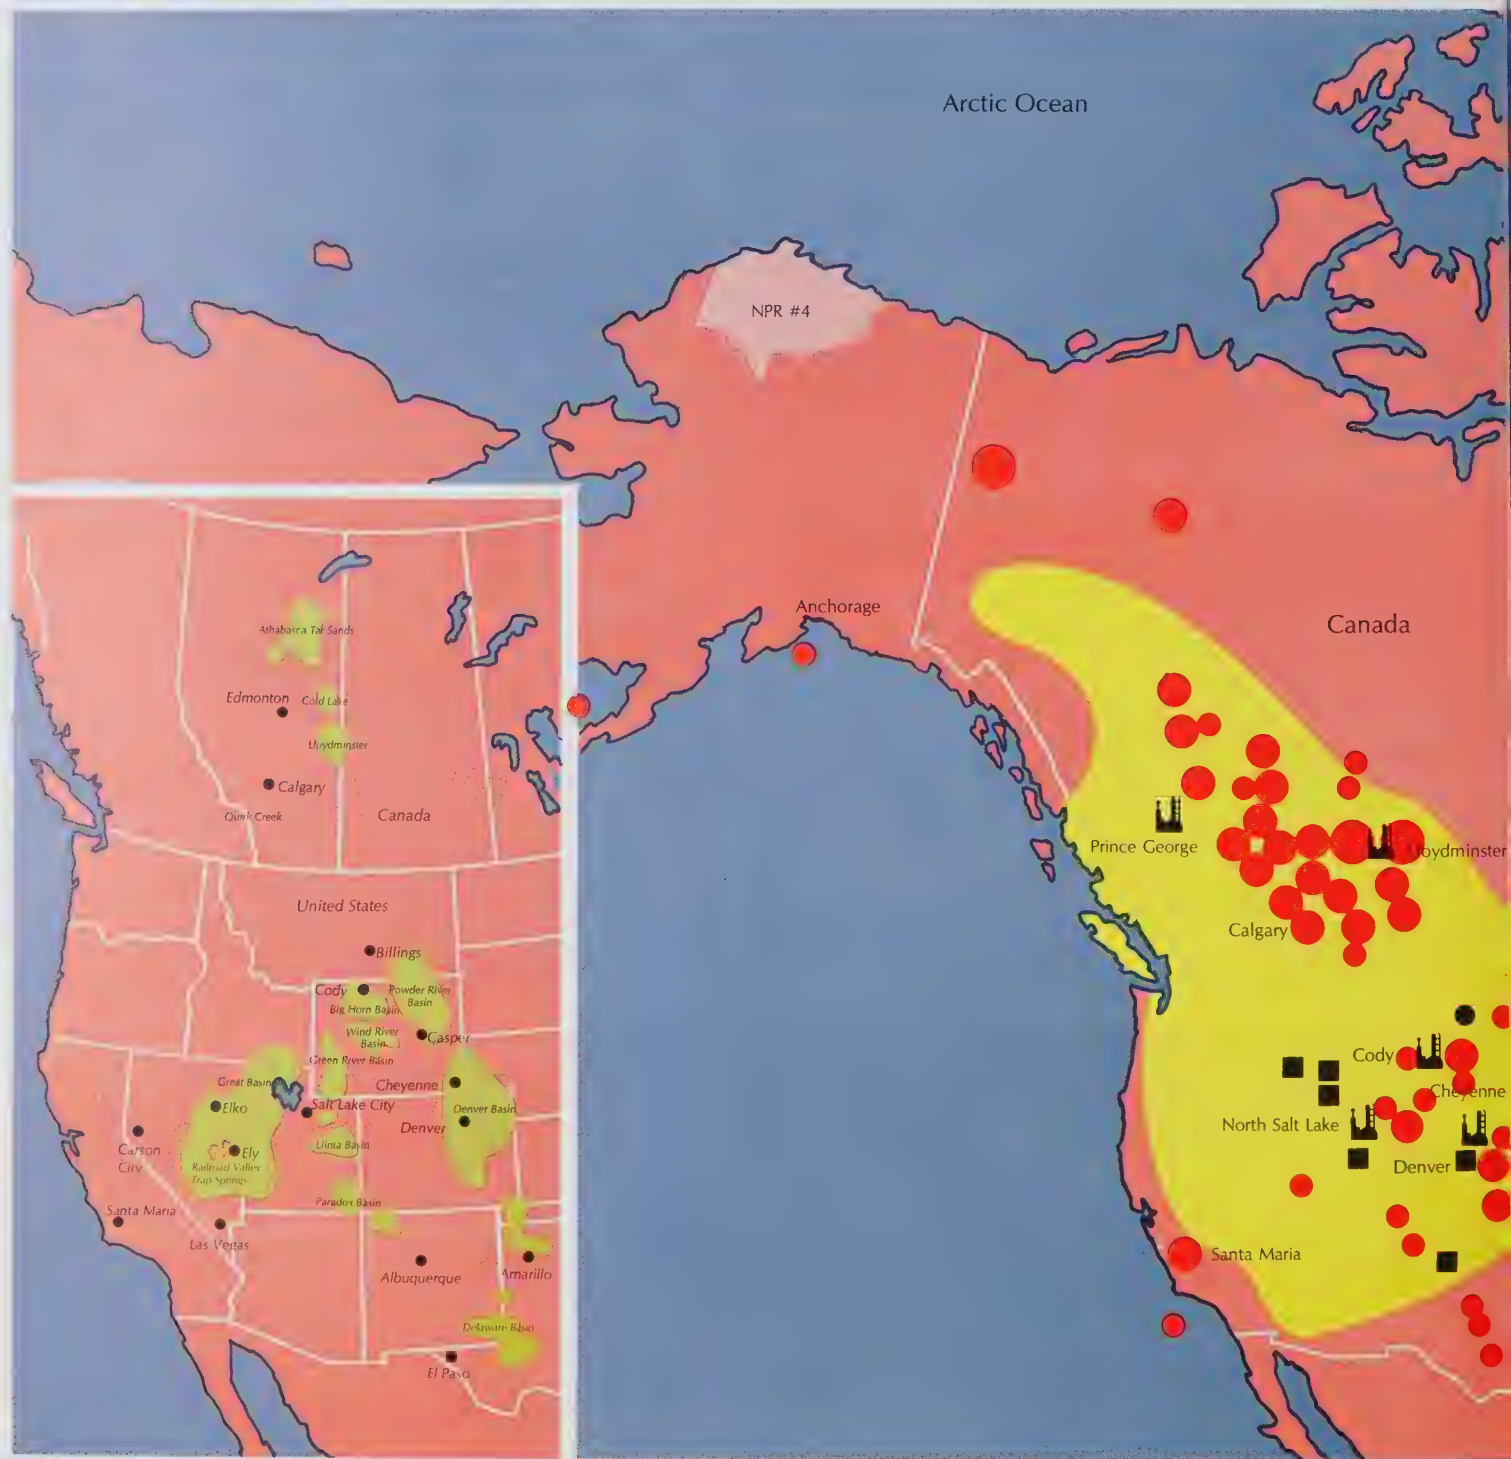 Arctic Ocean
NPR #4
Anchorage
Canada
Prince George
Lloydminster
Calgary
Cody
Cheyenne
North Salt Lake
Denver
Santa Maria
Athabasca Tar Sands
Edmonton
Cold Lake
Lloydminster
Calgary
Quirk Creek
Canada
United States
Billings
Cody
Powder River
Basin
Big Horn Basin
Wind River
Basin
Casper
Green River Basin
Great Basin
Cheyenne
Elko
Salt Lake City
Denver Basin
Denver
Carson
City
Ely
Uinta Basin
Railroad Valley
Trap Springs
Paradox Basin
Santa Maria
Las Vegas
Albuquerque
Amarillo
Delaware Basin
El Paso